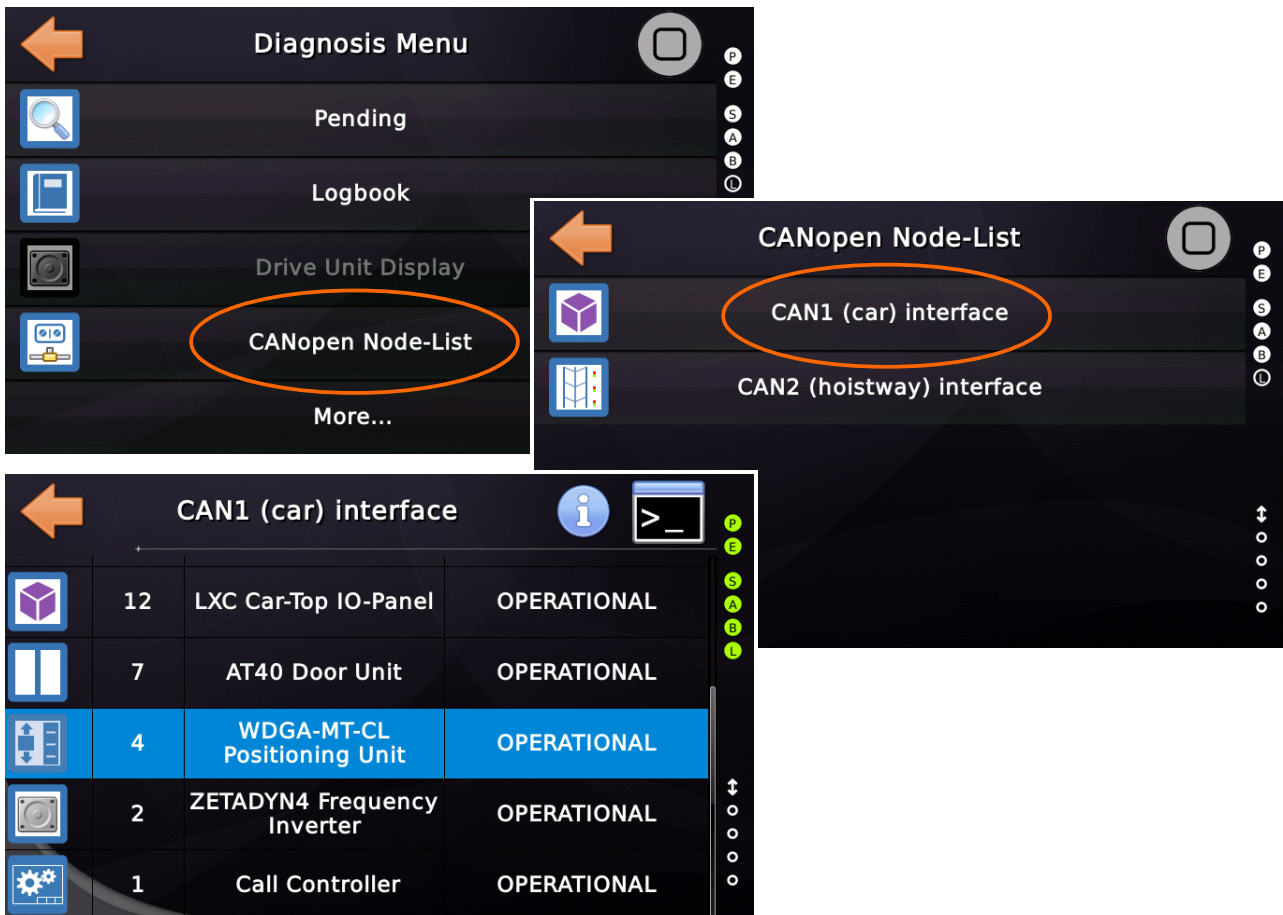 Diagnosis Menu
Pending
Logbook
Drive Unit Display
CANopen Node-List
More...
P
E
S
A
B
L
CANopen Node-List
CAN1 (car) interface
CAN2 (hoistway) interface
P
E
S
A
B
L
CAN1 (car) interface
>_
12 LXC Car-Top IO-Panel OPERATIONAL
7 AT40 Door Unit OPERATIONAL
4 WDGA-MT-CL
Positioning Unit OPERATIONAL
2 ZETADYN4 Frequency
Inverter OPERATIONAL
1 Call Controller OPERATIONAL
P
E
S
A
B
L